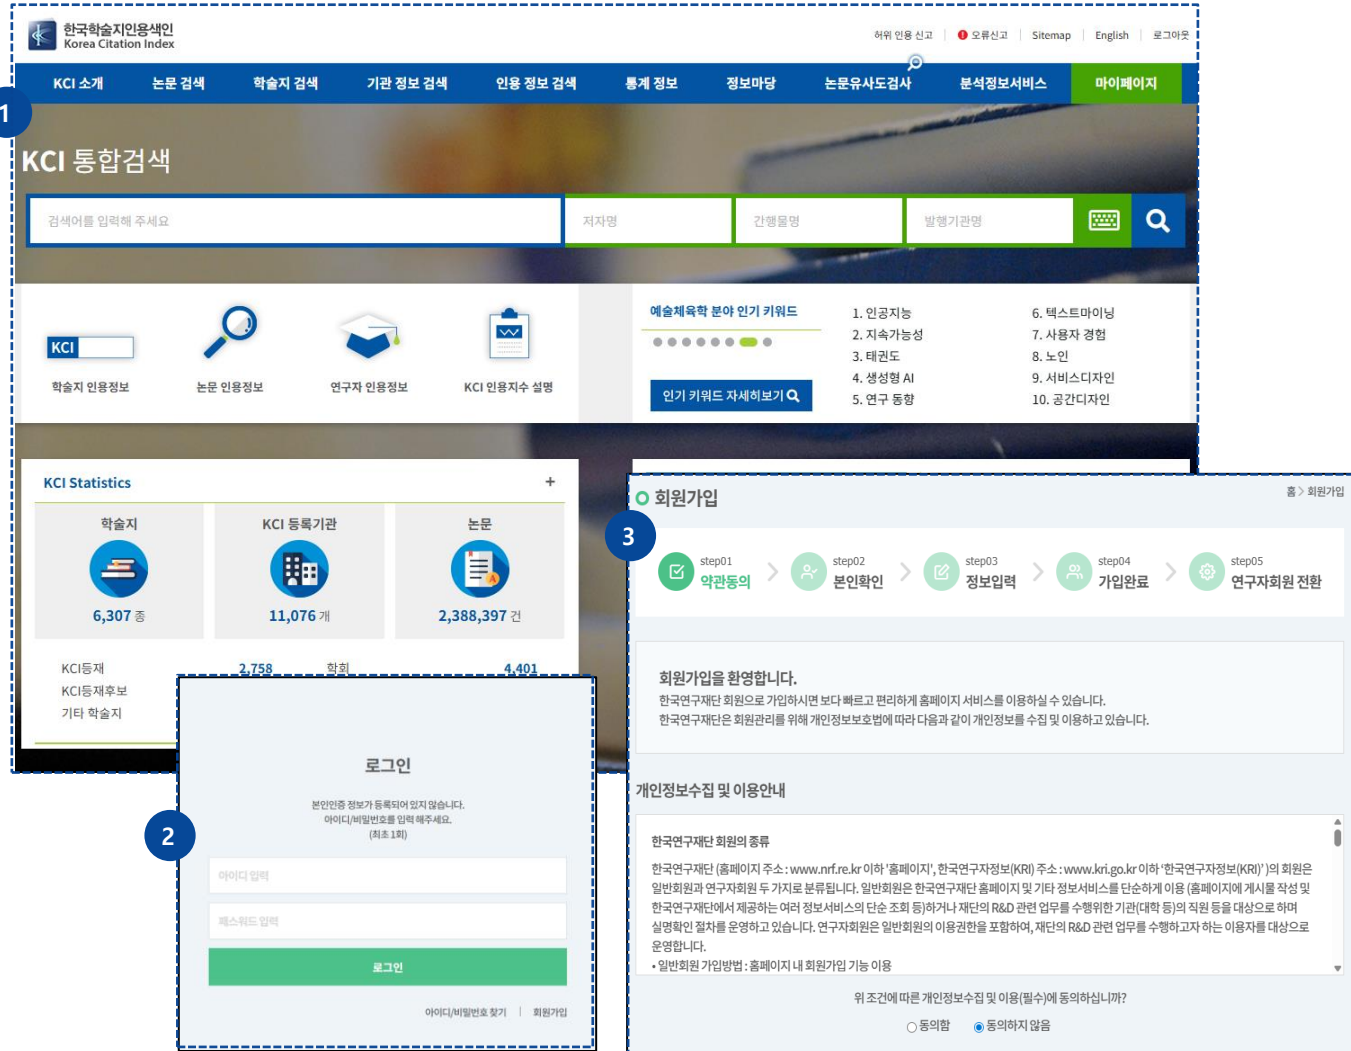 한국학술지인용색인
Korea Citation Index
허위 인용 신고
오류신고
Sitemap
English
로그아웃
KCI 소개
논문 검색
학술지 검색
기관 정보 검색
인용 정보 검색
통계 정보
정보마당
논문유사도검사
분석정보서비스
마이페이지
1
KCI 통합검색
검색어를 입력해 주세요
저자명
간행물명
발행기관명
KCI
학술지 인용정보
논문 인용정보
연구자 인용정보
KCI 인용지수 설명
예술체육학 분야 인기 키워드
인기 키워드 자세히보기
1. 인공지능
2. 지속가능성
3. 태권도
4. 생성형 AI
5. 연구 동향
6. 텍스트마이닝
7. 사용자 경험
8. 노인
9. 서비스디자인
10. 공간디자인
KCI Statistics +
학술지
6,307 종
KCI 등록기관
11,076 개
논문
2,388,397 건
KCI등재 2,758 학회 4,401
KCI등재후보
기타 학술지
2
로그인
본인인증 정보가 등록되어 있지 않습니다.
아이디/비밀번호를 입력 해주세요.
(최초 1회)
아이디 입력
패스워드 입력
로그인
아이디/비밀번호 찾기
회원가입
3
회원가입
홈 > 회원가입
step01
약관동의
step02
본인확인
step03
정보입력
step04
가입완료
step05
연구자회원 전환
회원가입을 환영합니다.
한국연구재단 회원으로 가입하시면 보다 빠르고 편리하게 홈페이지 서비스를 이용하실 수 있습니다.
한국연구재단은 회원관리를 위해 개인정보보호법에 따라 다음과 같이 개인정보를 수집 및 이용하고 있습니다.
개인정보수집 및 이용안내
한국연구재단 회원의 종류
한국연구재단 (홈페이지 주소 : www.nrf.re.kr 이하 '홈페이지', 한국연구자정보(KRI) 주소 : www.kri.go.kr 이하 ‘한국연구자정보(KRI)’ )의 회원은
일반회원과 연구자회원 두 가지로 분류됩니다. 일반회원은 한국연구재단 홈페이지 및 기타 정보서비스를 단순하게 이용 (홈페이지에 게시물 작성 및
한국연구재단에서 제공하는 여러 정보서비스의 단순 조회 등)하거나 재단의 R&D 관련 업무를 수행위한 기관(대학 등)의 직원 등을 대상으로 하며
실명확인 절차를 운영하고 있습니다. 연구자회원은 일반회원의 이용권한을 포함하여, 재단의 R&D 관련 업무를 수행하고자 하는 이용자를 대상으로
운영합니다.
• 일반회원 가입방법 : 홈페이지 내 회원가입 기능 이용
위 조건에 따른 개인정보수집 및 이용(필수)에 동의하십니까?
동의함
동의하지 않음